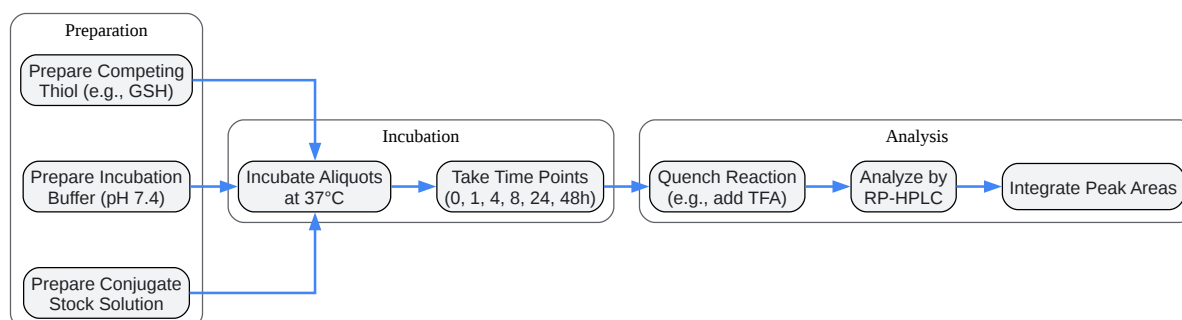 Preparation
Prepare Competing
Thiol (e.g., GSH)
Prepare Incubation
Buffer (pH 7.4)
Prepare Conjugate
Stock Solution
Incubation
Incubate Aliquots
at 37°C
Take Time Points
(0, 1, 4, 8, 24, 48h)
Analysis
Quench Reaction
(e.g., add TFA)
Analyze by
RP-HPLC
Integrate Peak Areas